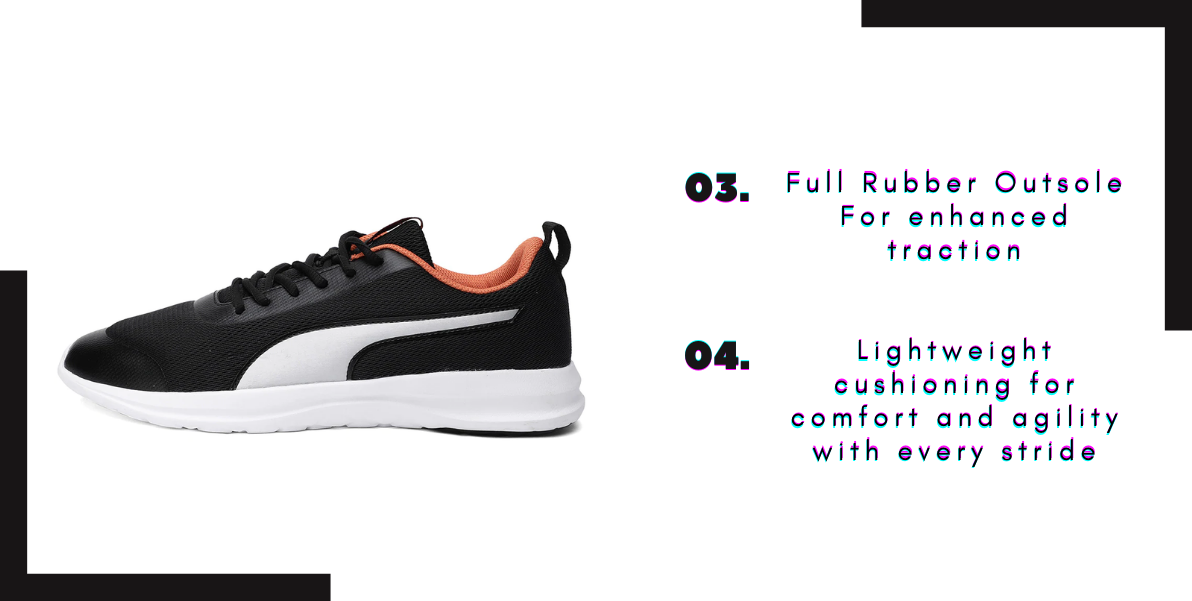 03.
Full Rubber Outsole
For enhanced
traction
04.
Lightweight
cushioning for
comfort and agility
with every stride